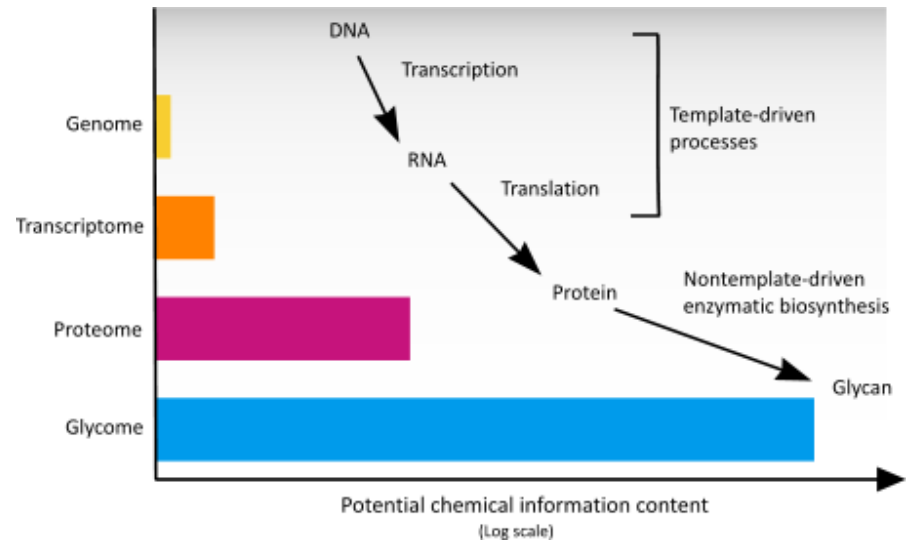 DNA
Transcription
Genome
Template-driven
processes
RNA
Translation
Transcriptome
Nontemplate-driven
enzymatic biosynthesis
Protein
Proteome
Glycan
Glycome
Potential chemical information content
(Log scale)